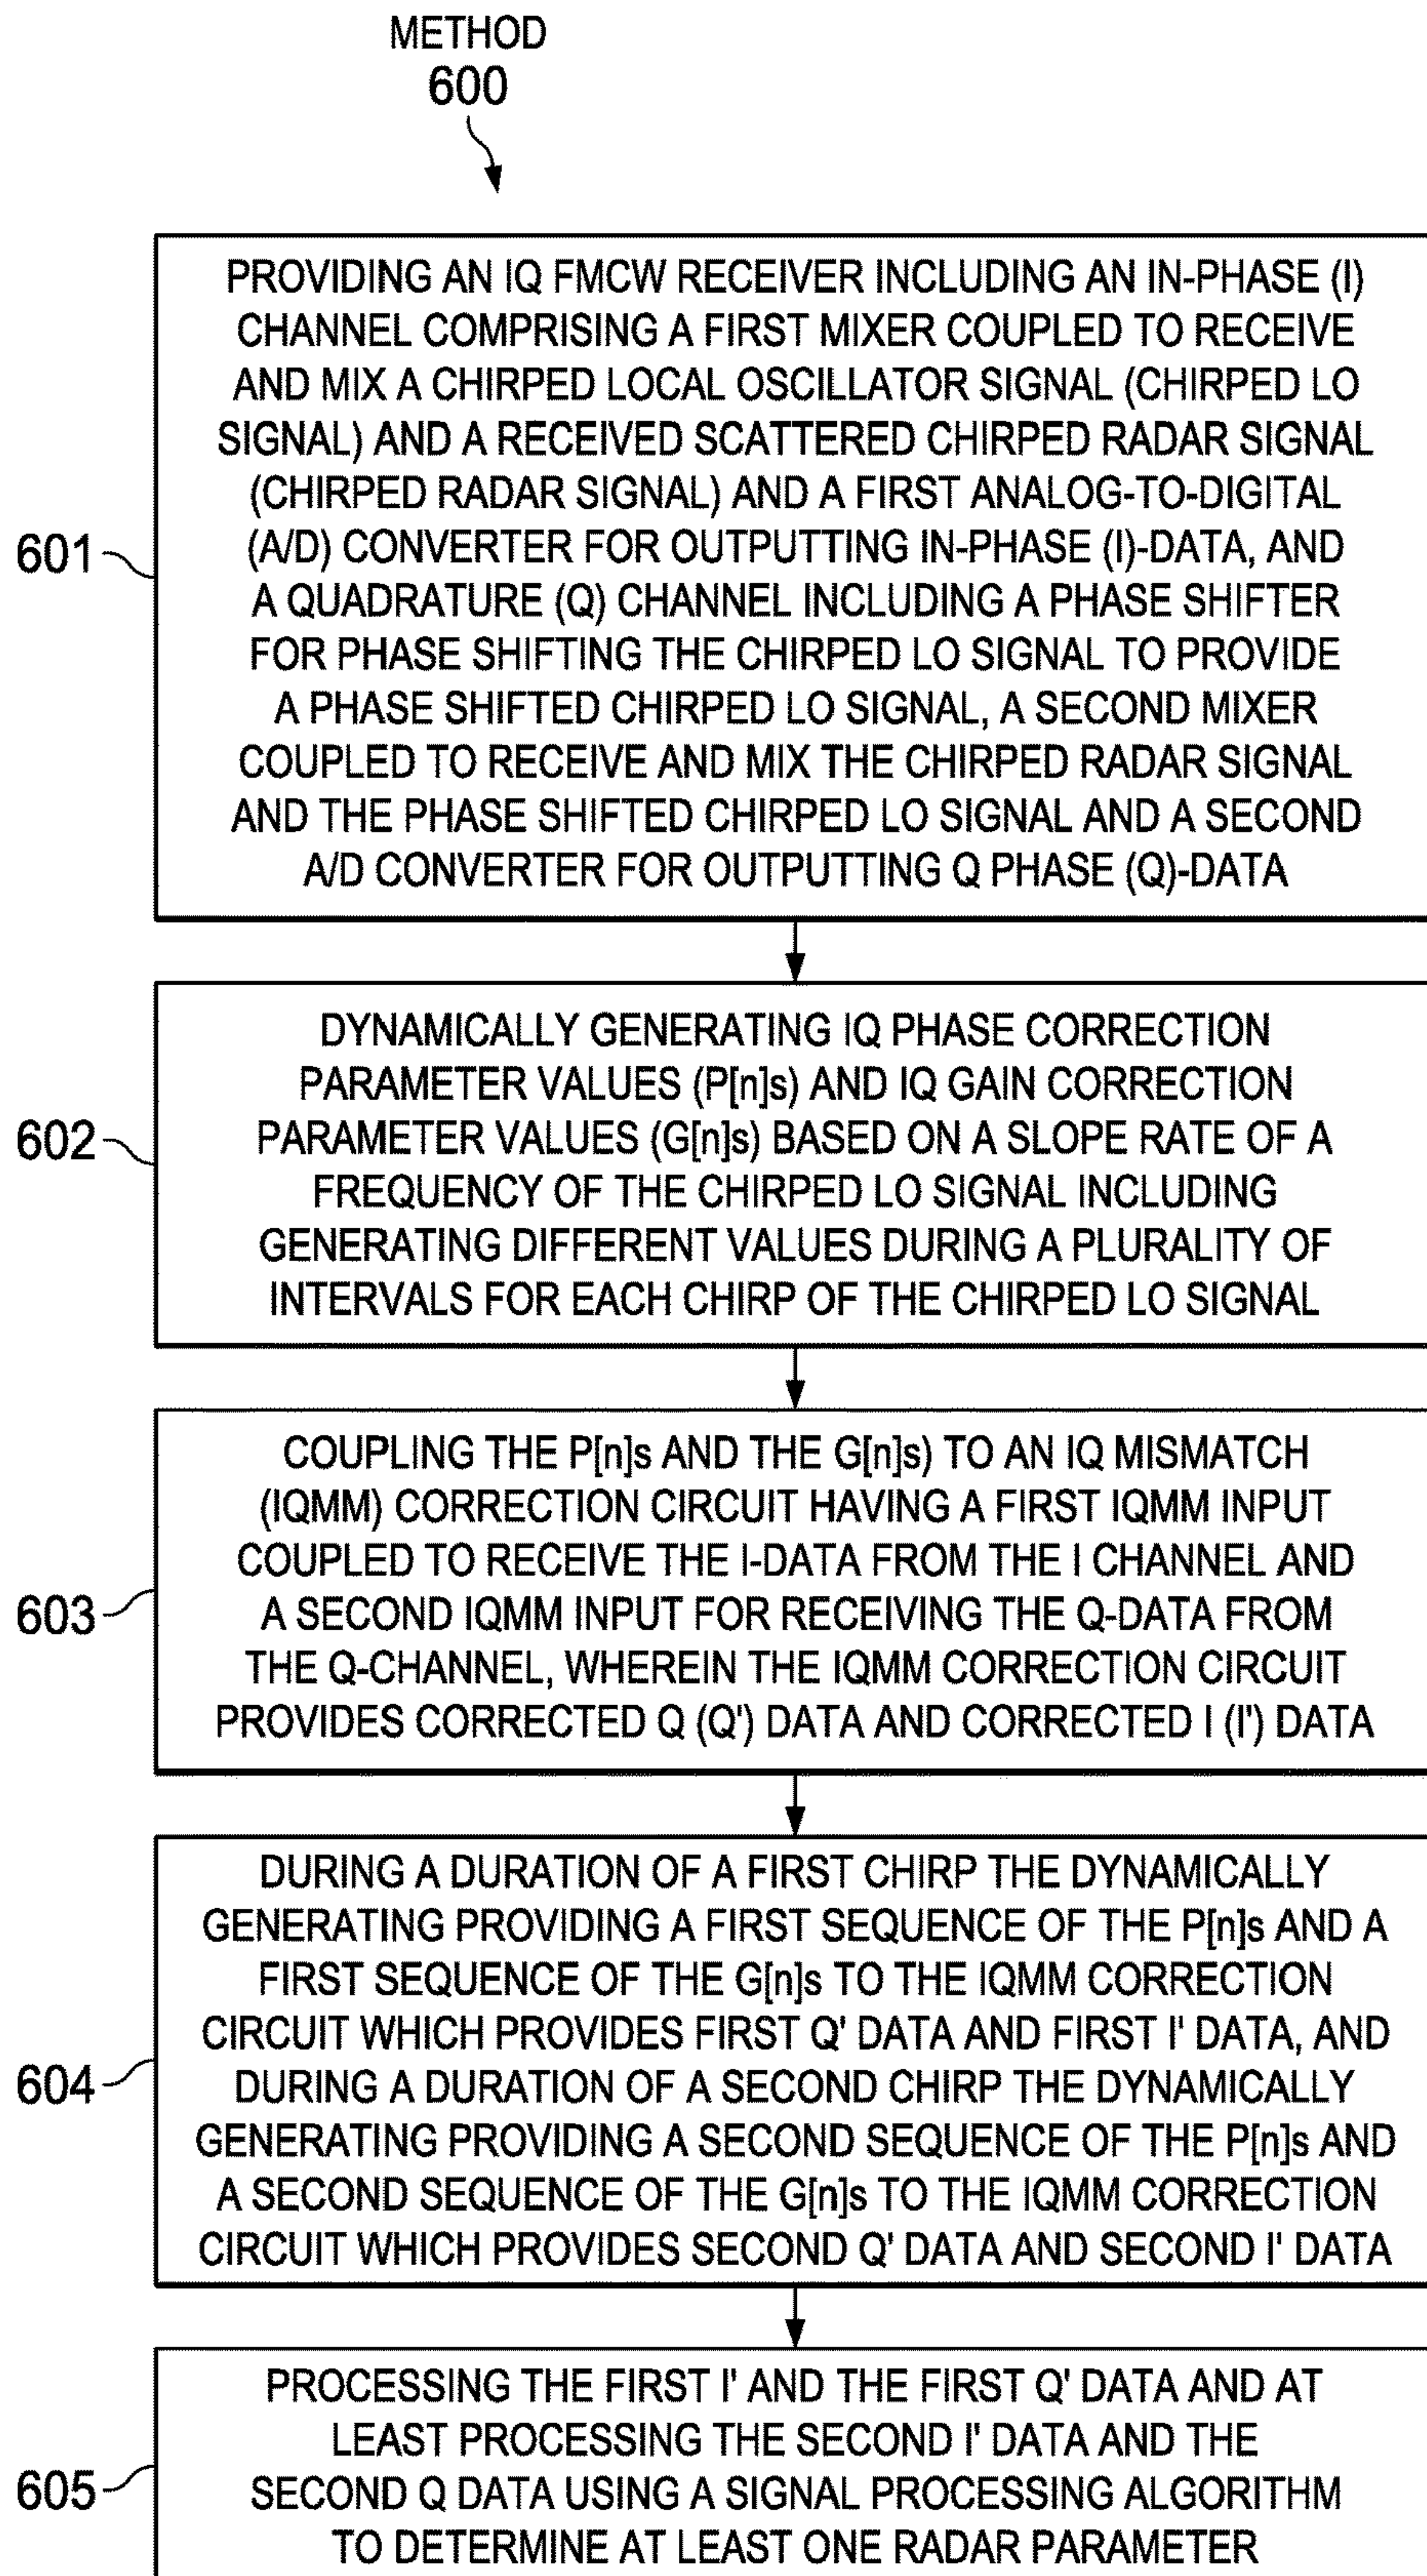 METHOD
600
601
PROVIDING AN IQ FMCW RECEIVER INCLUDING AN IN-PHASE (I)
CHANNEL COMPRISING A FIRST MIXER COUPLED TO RECEIVE
AND MIX A CHIRPED LOCAL OSCILLATOR SIGNAL (CHIRPED LO
SIGNAL) AND A RECEIVED SCATTERED CHIRPED RADAR SIGNAL
(CHIRPED RADAR SIGNAL) AND A FIRST ANALOG-TO-DIGITAL
(A/D) CONVERTER FOR OUTPUTTING IN-PHASE (I)-DATA, AND
A QUADRATURE (Q) CHANNEL INCLUDING A PHASE SHIFTER
FOR PHASE SHIFTING THE CHIRPED LO SIGNAL TO PROVIDE
A PHASE SHIFTED CHIRPED LO SIGNAL, A SECOND MIXER
COUPLED TO RECEIVE AND MIX THE CHIRPED RADAR SIGNAL
AND THE PHASE SHIFTED CHIRPED LO SIGNAL AND A SECOND
A/D CONVERTER FOR OUTPUTTING Q PHASE (Q)-DATA
602
DYNAMICALLY GENERATING IQ PHASE CORRECTION
PARAMETER VALUES (P[n]s) AND IQ GAIN CORRECTION
PARAMETER VALUES (G[n]s) BASED ON A SLOPE RATE OF A
FREQUENCY OF THE CHIRPED LO SIGNAL INCLUDING
GENERATING DIFFERENT VALUES DURING A PLURALITY OF
INTERVALS FOR EACH CHIRP OF THE CHIRPED LO SIGNAL
603
COUPLING THE P[n]s AND THE G[n]s) TO AN IQ MISMATCH
(IQMM) CORRECTION CIRCUIT HAVING A FIRST IQMM INPUT
COUPLED TO RECEIVE THE I-DATA FROM THE I CHANNEL AND
A SECOND IQMM INPUT FOR RECEIVING THE Q-DATA FROM
THE Q-CHANNEL, WHEREIN THE IQMM CORRECTION CIRCUIT
PROVIDES CORRECTED Q (Q') DATA AND CORRECTED I (I') DATA
604
DURING A DURATION OF A FIRST CHIRP THE DYNAMICALLY
GENERATING PROVIDING A FIRST SEQUENCE OF THE P[n]s AND A
FIRST SEQUENCE OF THE G[n]s TO THE IQMM CORRECTION
CIRCUIT WHICH PROVIDES FIRST Q' DATA AND FIRST I' DATA, AND
DURING A DURATION OF A SECOND CHIRP THE DYNAMICALLY
GENERATING PROVIDING A SECOND SEQUENCE OF THE P[n]s AND
A SECOND SEQUENCE OF THE G[n]s TO THE IQMM CORRECTION
CIRCUIT WHICH PROVIDES SECOND Q' DATA AND SECOND I' DATA
605
PROCESSING THE FIRST I' AND THE FIRST Q' DATA AND AT
LEAST PROCESSING THE SECOND I' DATA AND THE
SECOND Q DATA USING A SIGNAL PROCESSING ALGORITHM
TO DETERMINE AT LEAST ONE RADAR PARAMETER